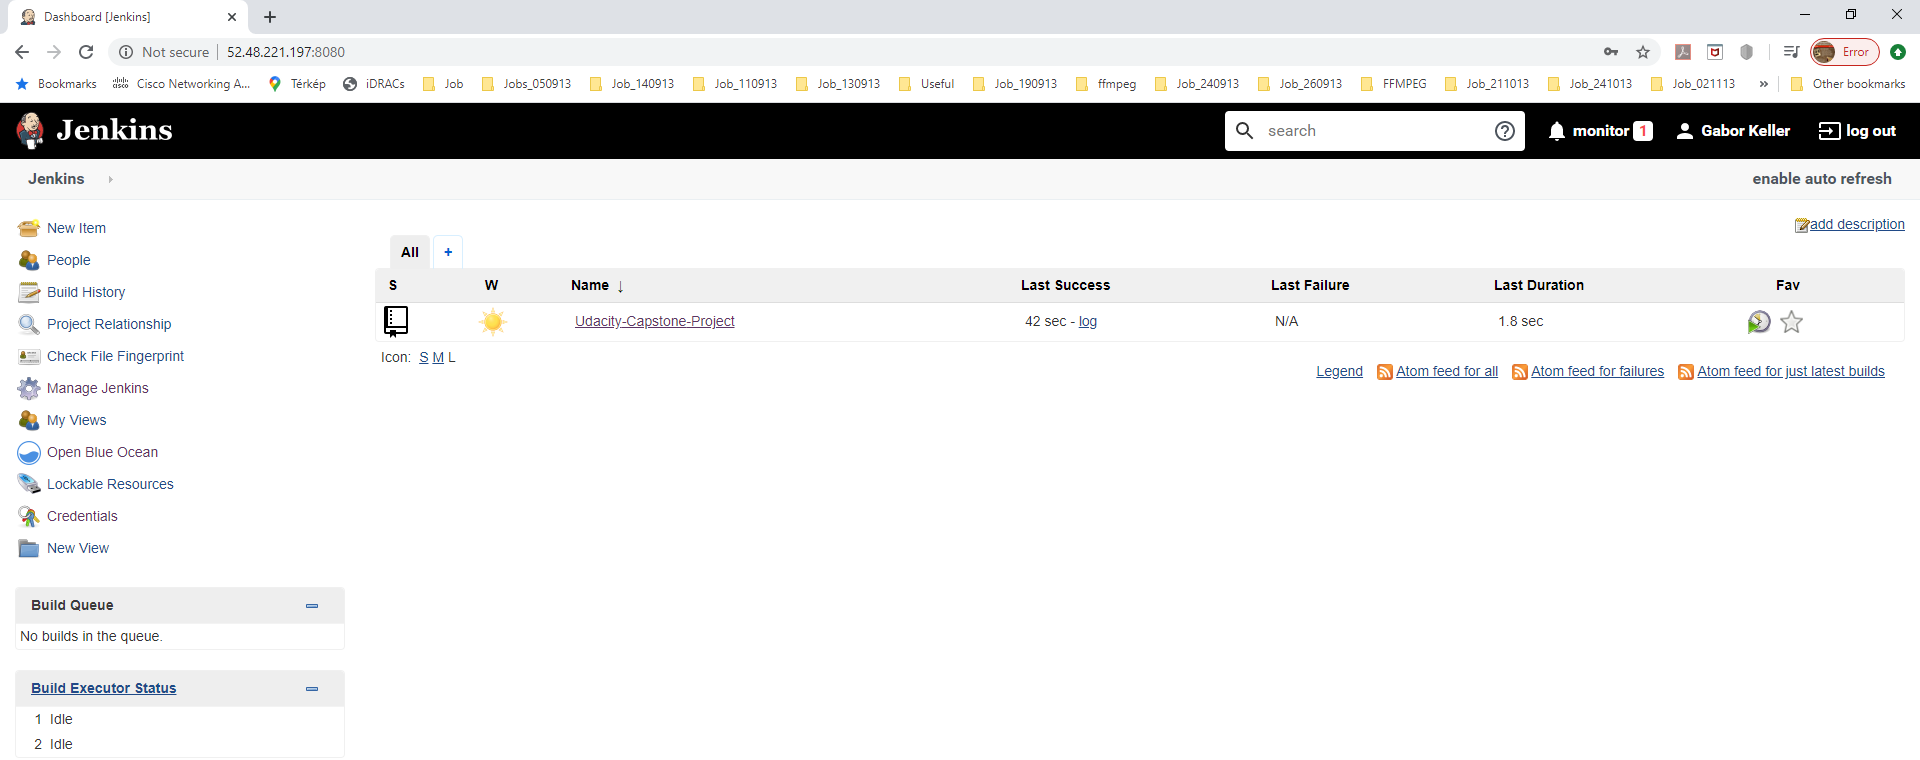 Dashboard [Jenkins]
Not secure 52.48.221.197:8080 Error
Bookmarks Cisco Networking A... Térkép iDRACs Job Jobs_050913 Job_140913 Job_110913 Job_130913 Useful Job_190913 ffmpeg Job_240913 Job_260913 FFMPEG Job_211013 Job_241013 Job_021113 » Other bookmarks
Jenkins search monitor 1 Gabor Keller log out
Jenkins enable auto refresh
add description
New Item
People
Build History
Project Relationship
Check File Fingerprint
Manage Jenkins
My Views
Open Blue Ocean
Lockable Resources
Credentials
New View
Build Queue
No builds in the queue.
Build Executor Status
1 Idle
2 Idle
All +
S W Name ↓ Last Success Last Failure Last Duration Fav
Udacity-Capstone-Project 42 sec - log N/A 1.8 sec
Icon: S M L
Legend Atom feed for all Atom feed for failures Atom feed for just latest builds